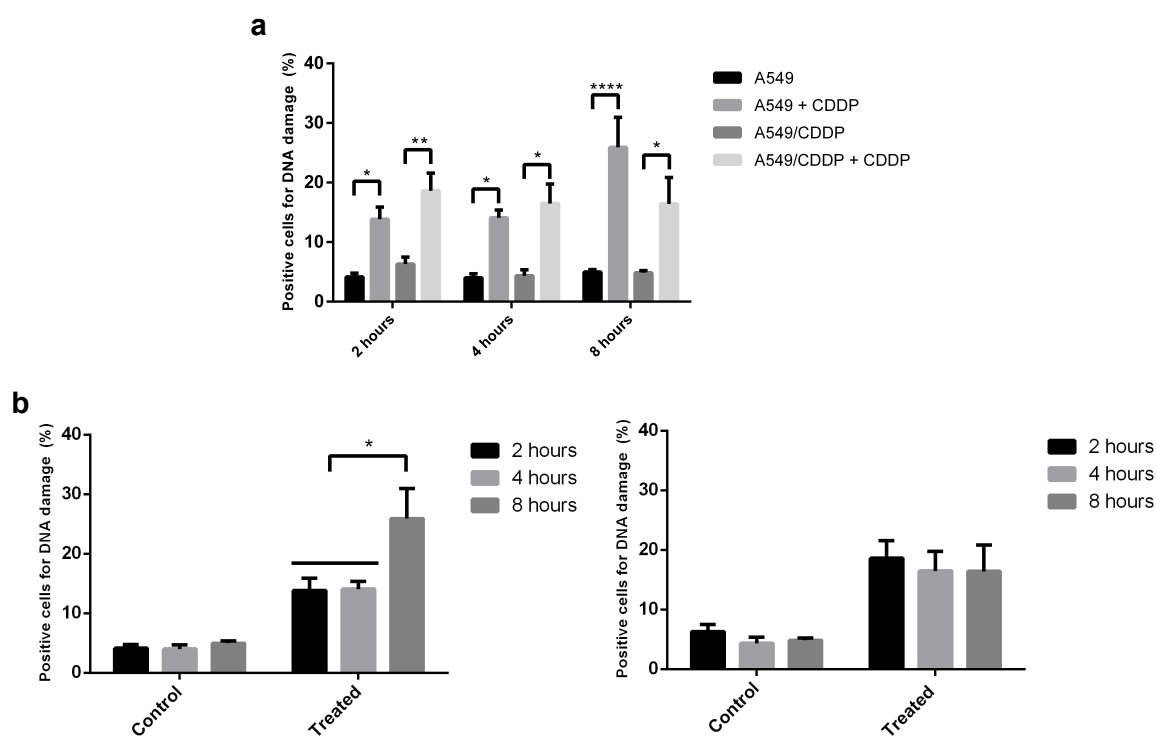 a
Positive cells for DNA damage (%)
40
30
20
10
0
*
**
*
*
****
*
2 hours
4 hours
8 hours
A549
A549 + CDDP
A549/CDDP
A549/CDDP + CDDP
b
Positive cells for DNA damage (%)
40
30
20
10
0
*
Control
Treated
2 hours
4 hours
8 hours
Positive cells for DNA damage (%)
40
30
20
10
0
Control
Treated
2 hours
4 hours
8 hours